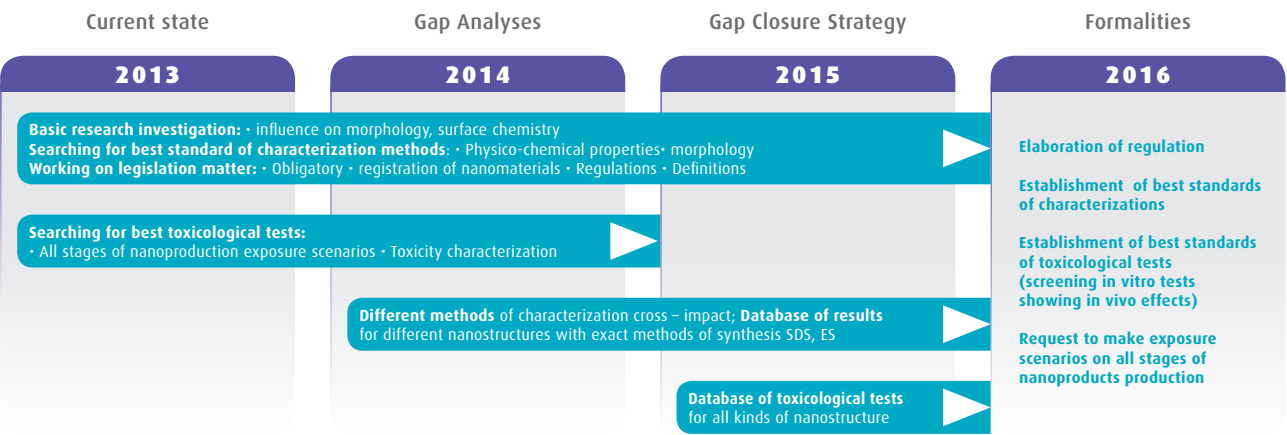 Current state
Gap Analyses
Gap Closure Strategy
Formalities
2013
2014
2015
2016
Basic research investigation: • influence on morphology, surface chemistry
Searching for best standard of characterization methods: • Physico-chemical properties• morphology
Working on legislation matter: • Obligatory • registration of nanomaterials • Regulations • Definitions
Searching for best toxicological tests:
• All stages of nanoproduction exposure scenarios • Toxicity characterization
Different methods of characterization cross – impact; Database of results
for different nanostructures with exact methods of synthesis SDS, ES
Database of toxicological tests
for all kinds of nanostructure
Elaboration of regulation
Establishment of best standards
of characterizations
Establishment of best standards
of toxicological tests
(screening in vitro tests
showing in vivo effects)
Request to make exposure
scenarios on all stages of
nanoproducts production